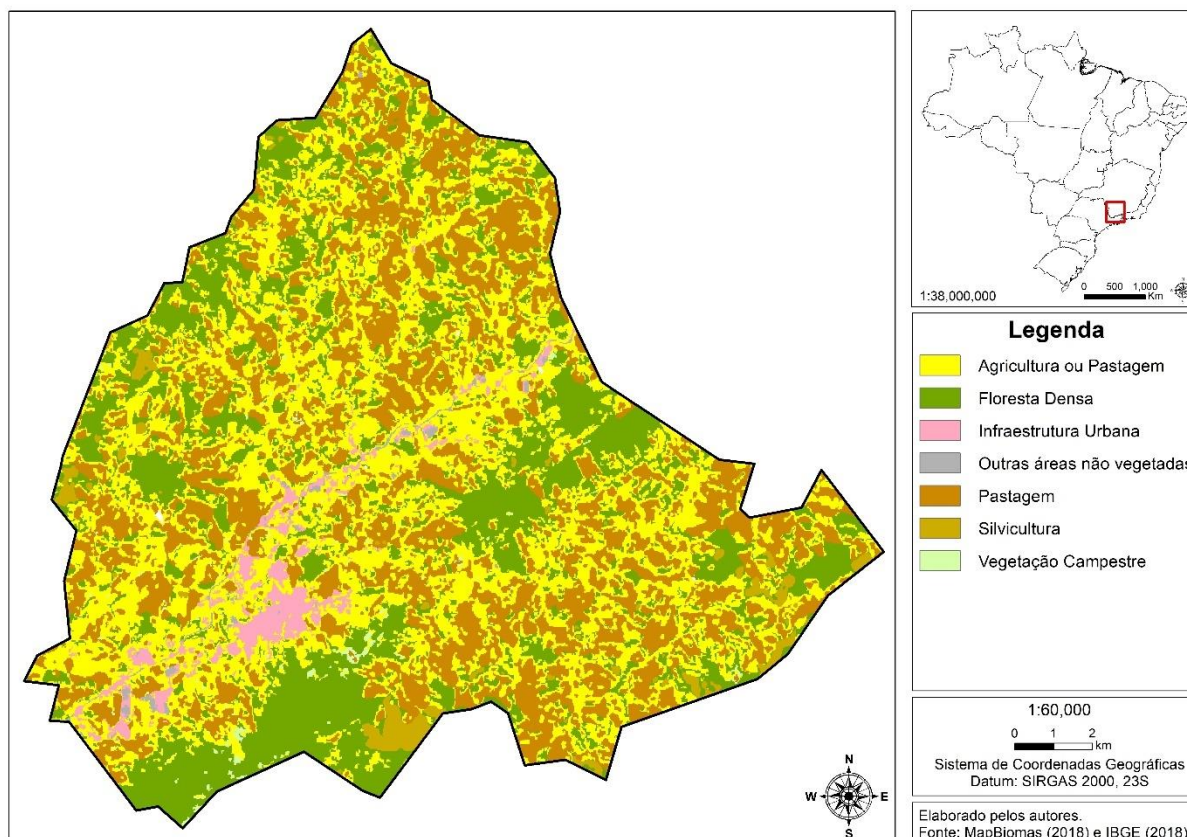 1:38,000,000
0 500 1,000
Km
Legenda
Agricultura ou Pastagem
Floresta Densa
Infraestrutura Urbana
Outras áreas não vegetadas
Pastagem
Silvicultura
Vegetação Campestre
1:60,000
0 1 2
km
Sistema de Coordenadas Geográficas
Datum: SIRGAS 2000, 23S
N
W E
S
Elaborado pelos autores.
Fonte: MapBiomas (2018) e IBGE (2018)